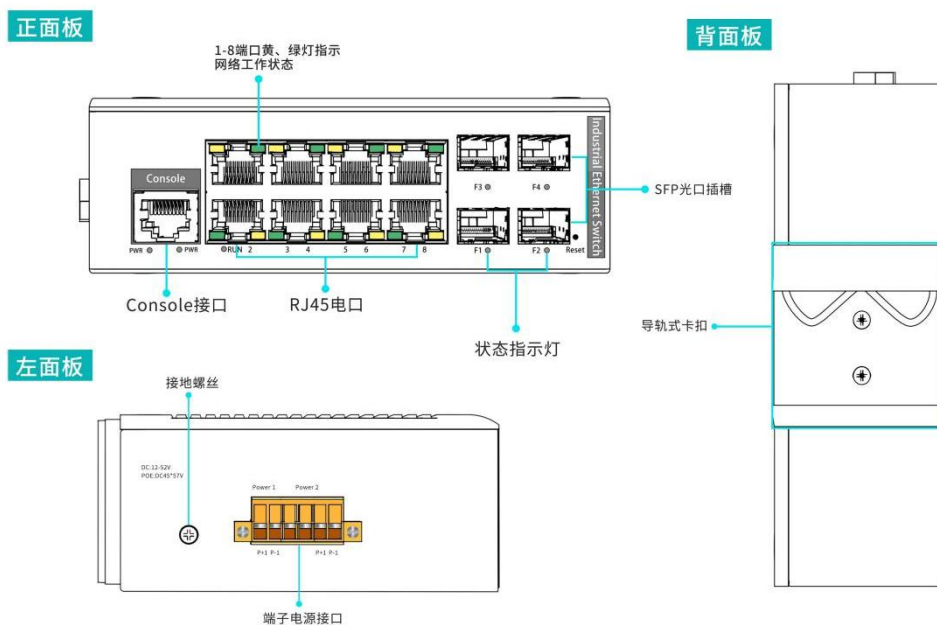 正面板
背面板
1-8端口黄、绿灯指示
网络工作状态
Console
Industrial Ethernet Switch
F3
F4
SFP光口插槽
PWR
PWR
RUN 2 3 4 5 6 7 8
F1
F2
Reset
Console接口
RJ45电口
状态指示灯
导轨式卡扣
左面板
接地螺丝
DC:12-52V
POE:DC45*57V
Power 1 Power 2
P+1 P-1 P+1 P-1
端子电源接口